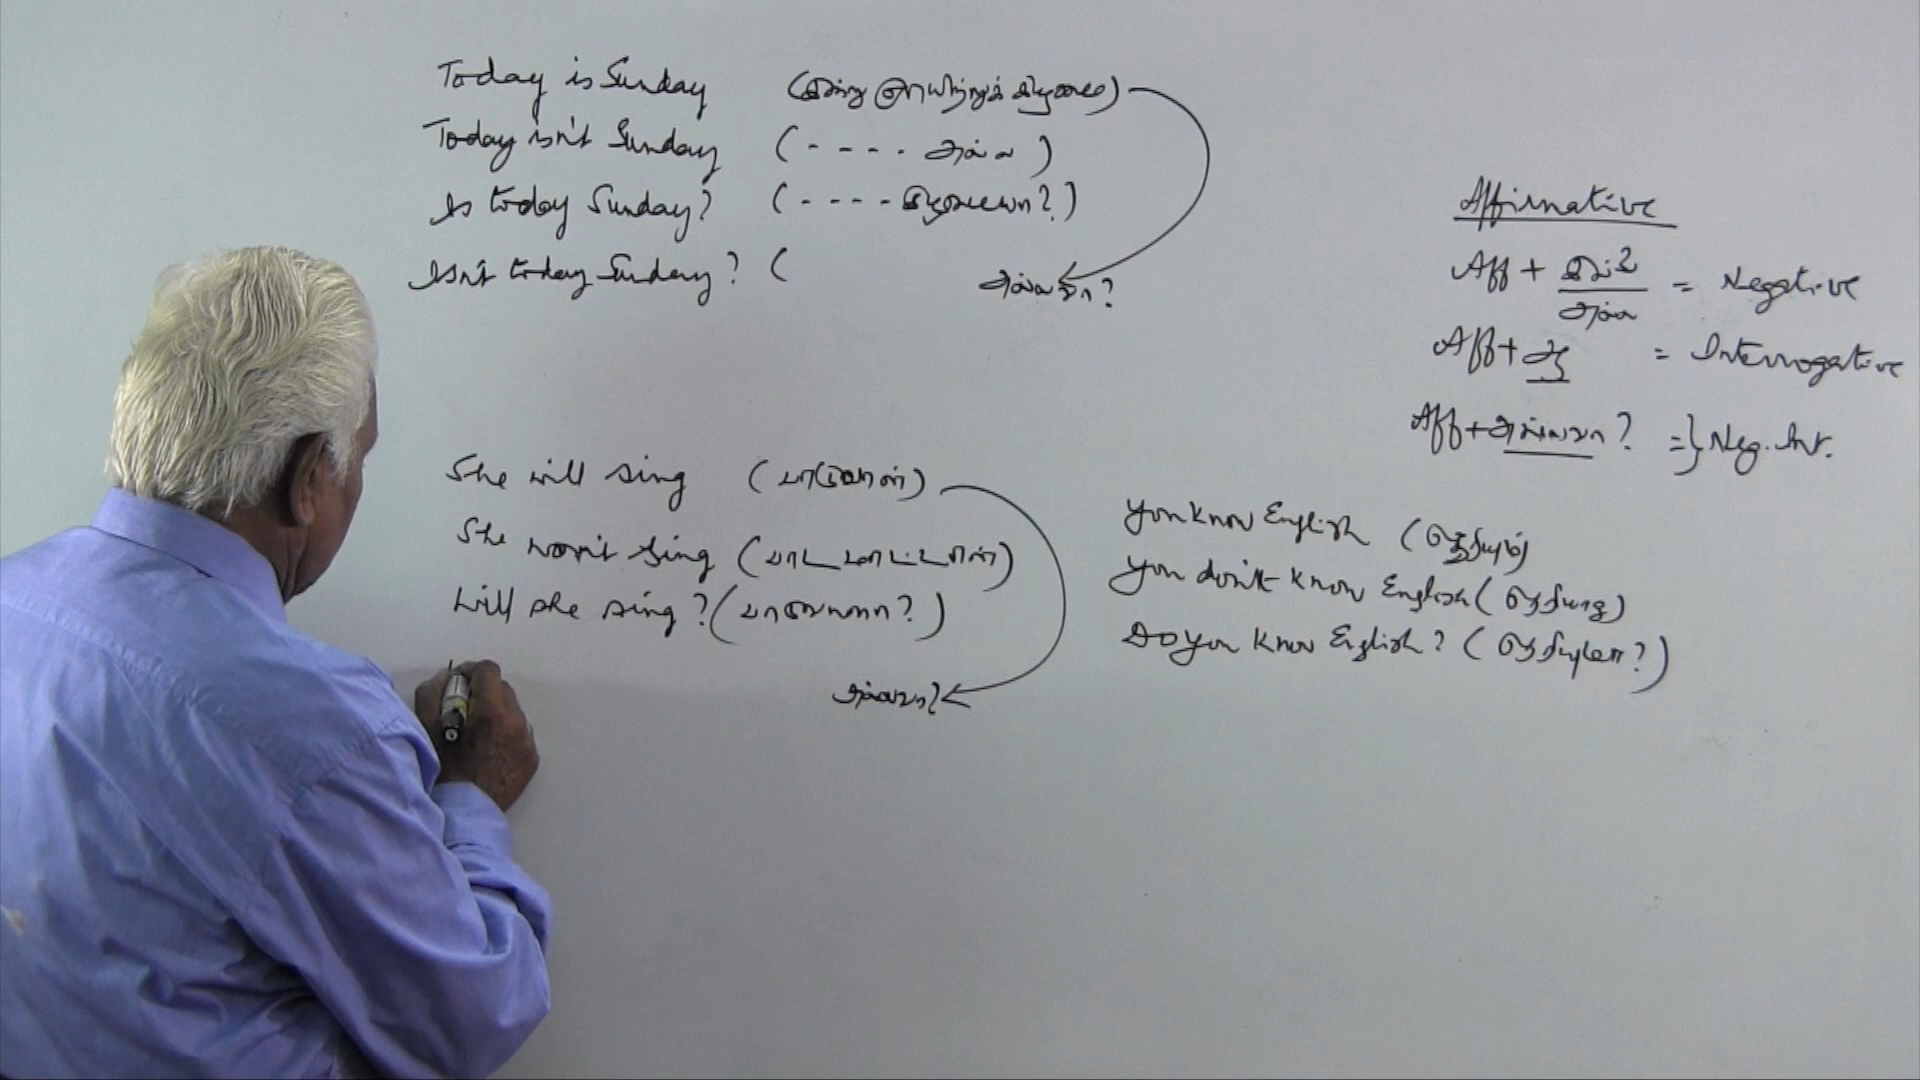 Today is Sunday (இன்று ஞாயிற்றுக் கிழமை)
Today isn't Sunday (- - - - அல்ல)
Is today Sunday? (- - - - கிழமையா?)
Isn't today Sunday? ( அல்லவா?
She will sing (பாடுவாள்)
She won't sing (பாட மாட்டாள்)
Will she sing? (பாடுவாளா?)
அல்லவா?
Affirmative
Aff + இல்லை / அல்ல = Negative
Aff + ஆ = Interrogative
Aff + அல்லவா? =} Neg. Int.
You know English (தெரியும்)
You don't know English (தெரியாது)
Do you know English? (தெரியுமா?)